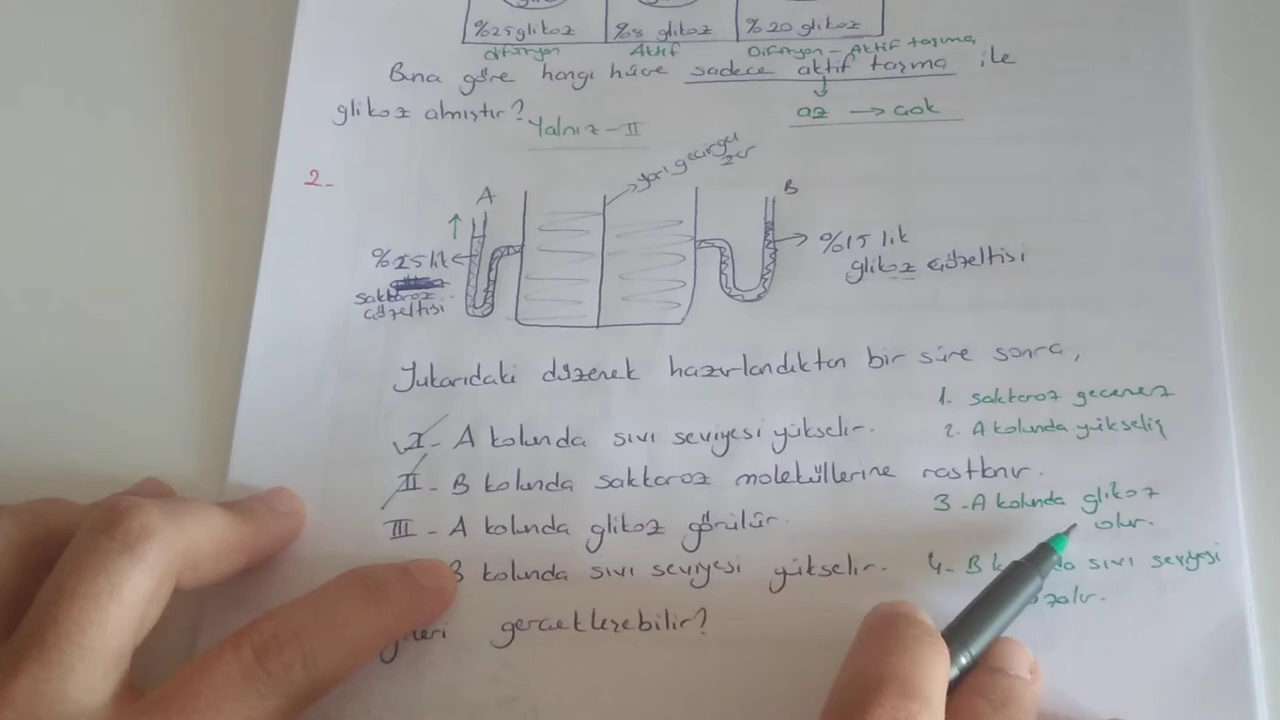 %25 glikoz %8 glikoz %20 glikoz
difüzyon Aktif Difüzyon - Aktif taşıma
Buna göre hangi hücre sadece aktif taşıma ile
glikoz almıştır?
az → çok
Yalnız - II
2-
yarı geçirgen
zar
A
B
%25 lik
sakkaroz
çözeltisi
%15 lik
glikoz çözeltisi
Yukarıdaki düzenek hazırlandıktan bir süre sonra,
I - A kolunda sıvı seviyesi yükselir.
II - B kolunda sakkaroz moleküllerine rastlanır.
III - A kolunda glikoz görülür.
B kolunda sıvı seviyesi yükselir.
gerçekleşebilir?
1. sakkaroz geçemez
2. A kolunda yükseliş
3 - A kolunda glikoz
olur.
4 - B sıvı seviyesi